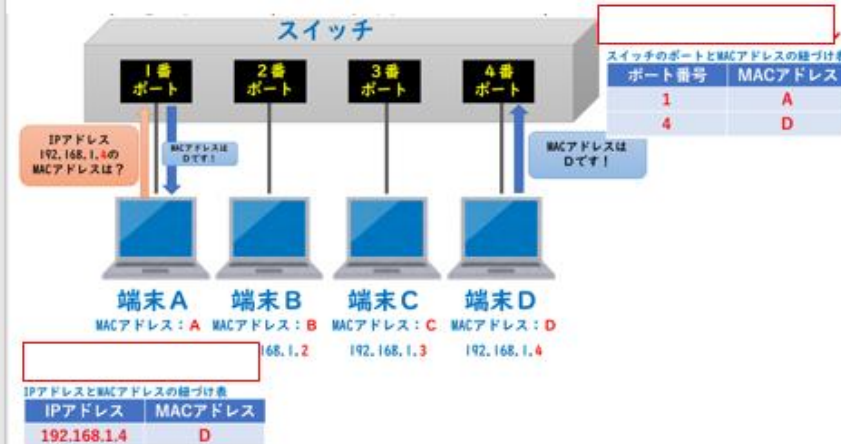 スイッチ
1番
ポート
2番
ポート
3番
ポート
4番
ポート
スイッチのポートとMACアドレスの紐づけ表
ポート番号 MACアドレス
1 A
4 D
IPアドレス
192.168.1.4の
MACアドレスは?
MACアドレスは
Dです!
MACアドレスは
Dです!
端末A 端末B 端末C 端末D
MACアドレス:A MACアドレス:B MACアドレス:C MACアドレス:D
168.1.2 192.168.1.3 192.168.1.4
IPアドレスとMACアドレスの紐づけ表
IPアドレス MACアドレス
192.168.1.4 D